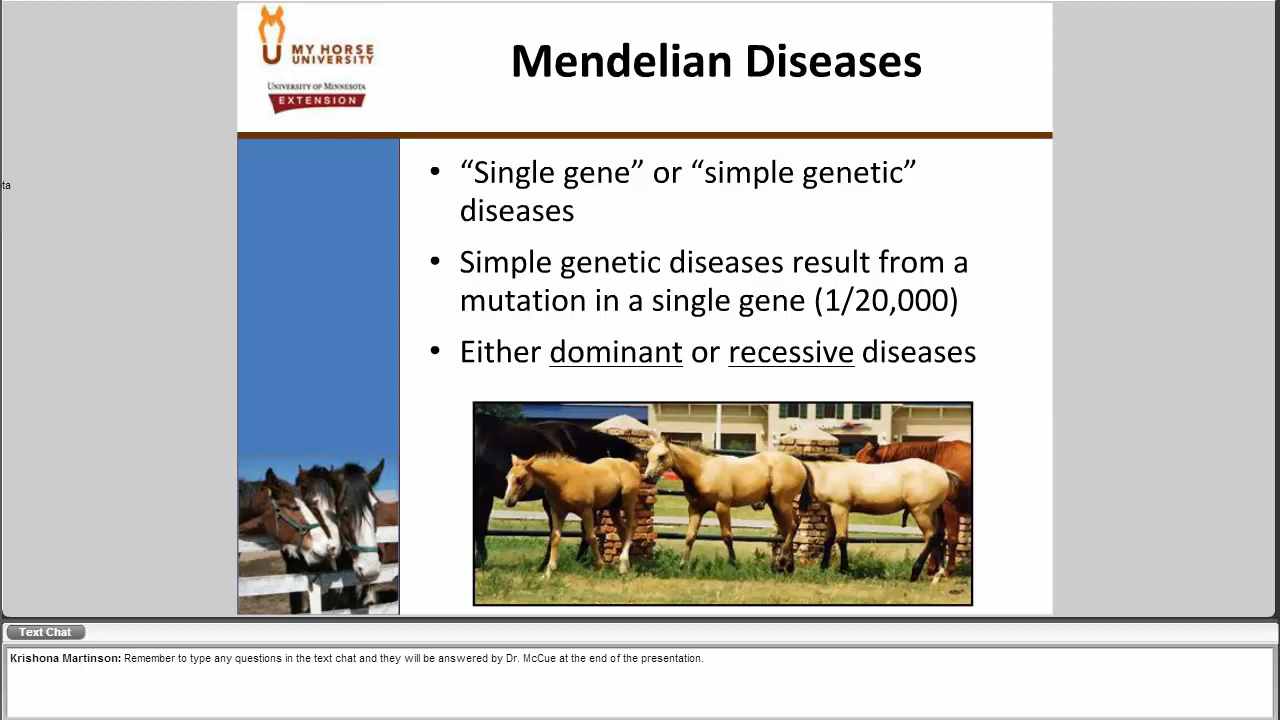 MY HORSE
UNIVERSITY
UNIVERSITY OF MINNESOTA
EXTENSION
Mendelian Diseases
• “Single gene” or “simple genetic”
diseases
• Simple genetic diseases result from a
mutation in a single gene (1/20,000)
• Either dominant or recessive diseases
ta
Text Chat
Krishona Martinson: Remember to type any questions in the text chat and they will be answered by Dr. McCue at the end of the presentation.